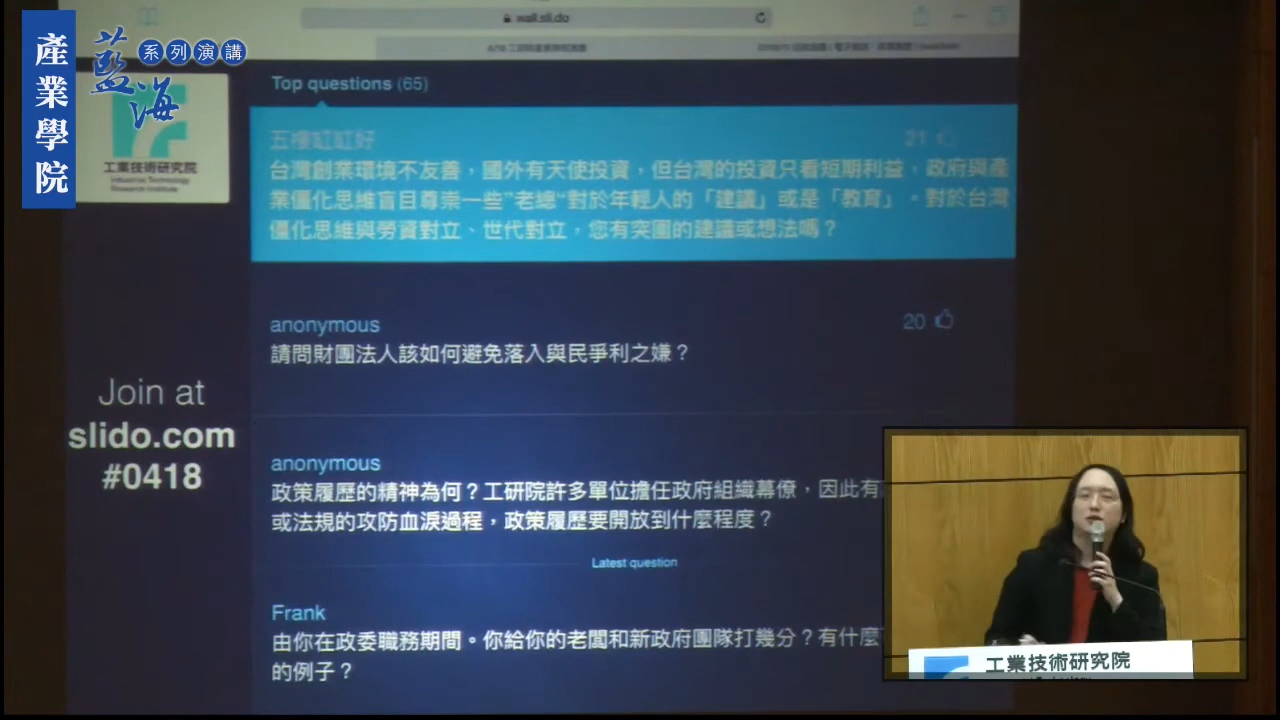 產業學院
藍海
系列演講
wall.sli.do
工業技術研究院
Industrial Technology
Research Institute
Join at
slido.com
#0418
Top questions (65)
五樓缸缸好
21
台灣創業環境不友善，國外有天使投資，但台灣的投資只看短期利益，政府與產
業僵化思維盲目尊崇一些"老總"對於年輕人的「建議」或是「教育」。對於台灣
僵化思維與勞資對立、世代對立，您有突圍的建議或想法嗎？
anonymous
20
請問財團法人該如何避免落入與民爭利之嫌？
anonymous
政策履歷的精神為何？工研院許多單位擔任政府組織幕僚，因此有
或法規的攻防血淚過程，政策履歷要開放到什麼程度？
Latest question
Frank
由你在政委職務期間。你給你的老闆和新政府團隊打幾分？有什麼
的例子？
工業技術研究院